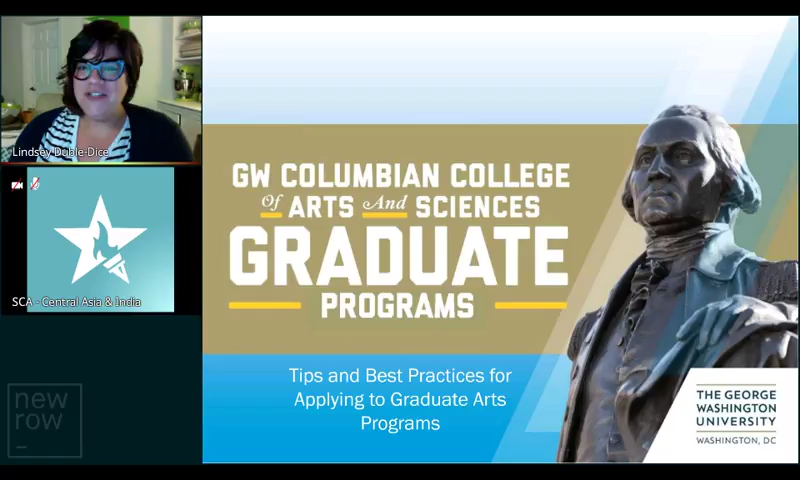 Lindsey Duble-Dice
SCA - Central Asia & India
new
row
GW COLUMBIAN COLLEGE
Of ARTS And SCIENCES
GRADUATE
PROGRAMS
Tips and Best Practices for
Applying to Graduate Arts
Programs
THE GEORGE
WASHINGTON
UNIVERSITY
WASHINGTON, DC